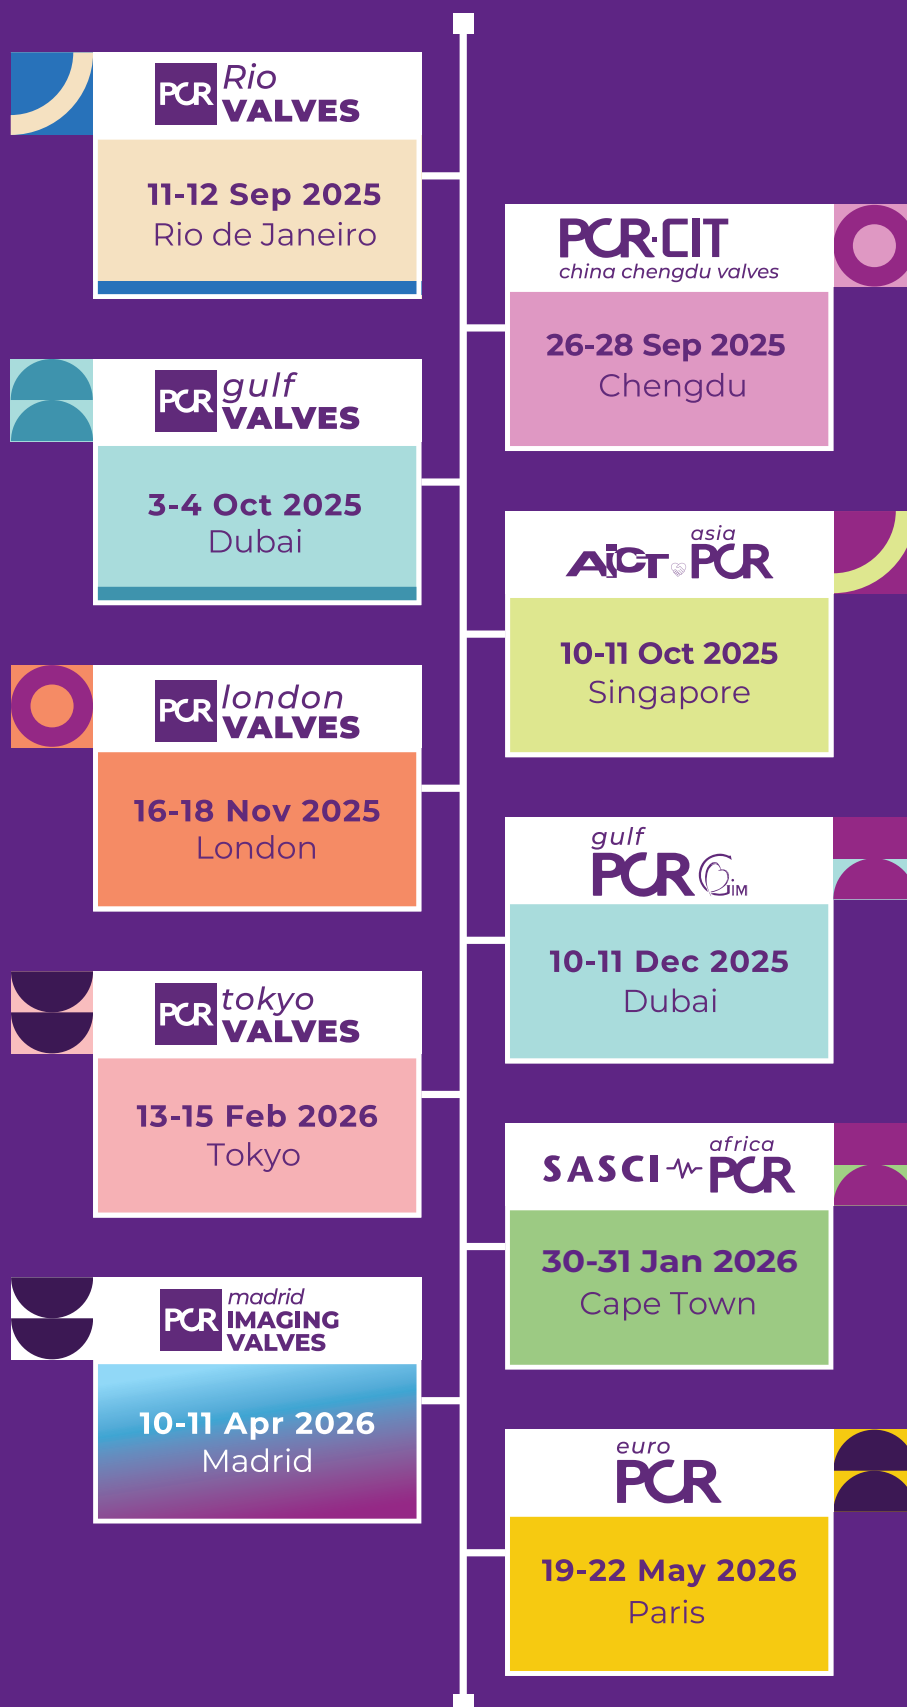 PCR Rio
VALVES
11-12 Sep 2025
Rio de Janeiro
PCR·CIT
china chengdu valves
26-28 Sep 2025
Chengdu
PCR gulf
VALVES
3-4 Oct 2025
Dubai
asia
AICT PCR
10-11 Oct 2025
Singapore
PCR london
VALVES
16-18 Nov 2025
London
gulf
PCR GIM
10-11 Dec 2025
Dubai
PCR tokyo
VALVES
13-15 Feb 2026
Tokyo
africa
SASCI PCR
30-31 Jan 2026
Cape Town
PCR madrid
IMAGING
VALVES
10-11 Apr 2026
Madrid
euro
PCR
19-22 May 2026
Paris